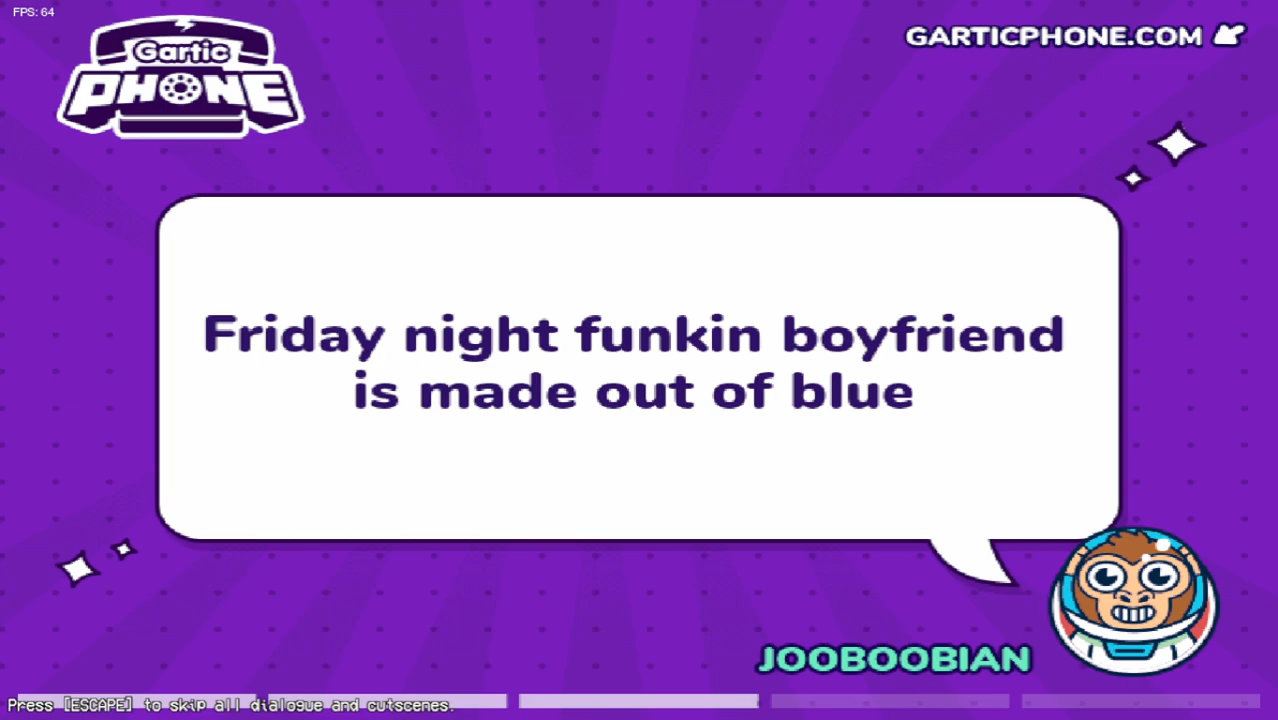 FPS: 64
Gartic
PHONE
GARTICPHONE.COM
Friday night funkin boyfriend
is made out of blue
JOOBOOBIAN
Press [ESCAPE] to skip all dialogue and cutscenes.